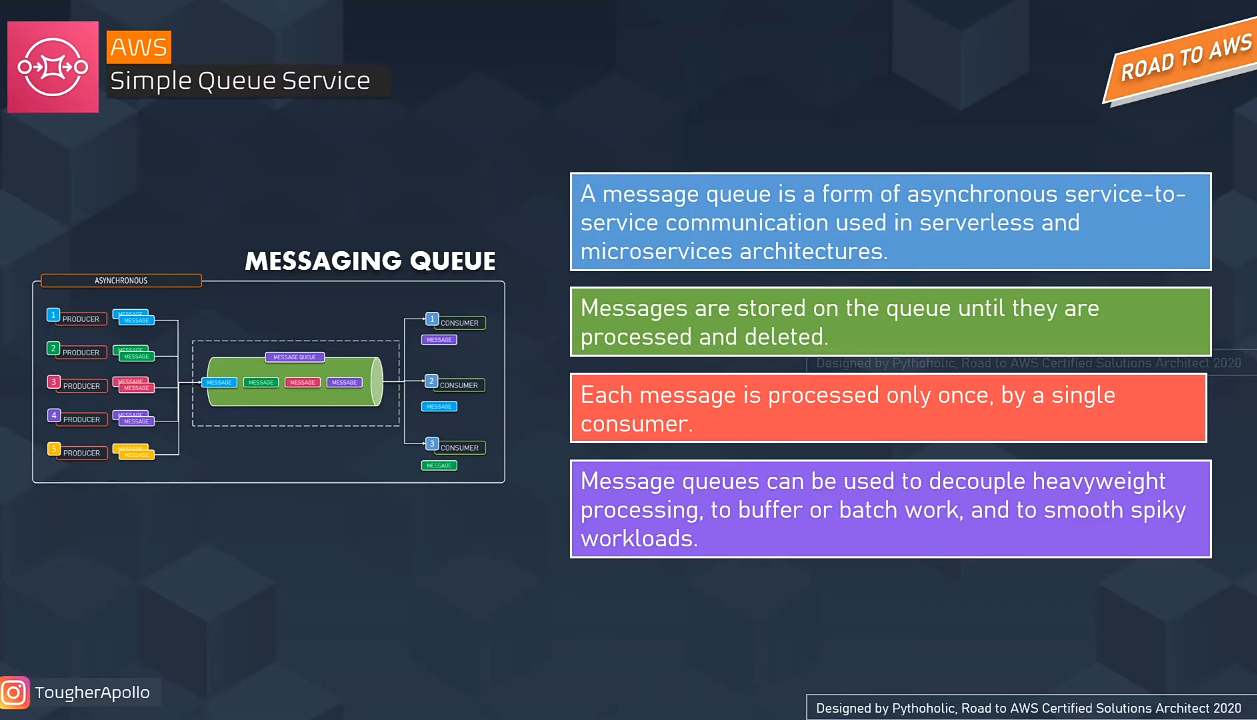 AWS
Simple Queue Service
ROAD TO AWS
MESSAGING QUEUE
ASYNCHRONOUS
1 PRODUCER MESSAGE MESSAGE
2 PRODUCER MESSAGE MESSAGE
3 PRODUCER MESSAGE MESSAGE
4 PRODUCER MESSAGE MESSAGE
5 PRODUCER MESSAGE MESSAGE
MESSAGE QUEUE
MESSAGE MESSAGE MESSAGE MESSAGE
1 CONSUMER
MESSAGE
2 CONSUMER
MESSAGE
3 CONSUMER
MESSAGE
A message queue is a form of asynchronous service-to-
service communication used in serverless and
microservices architectures.
Messages are stored on the queue until they are
processed and deleted.
Designed by Pythoholic, Road to AWS Certified Solutions Architect 2020
Each message is processed only once, by a single
consumer.
Message queues can be used to decouple heavyweight
processing, to buffer or batch work, and to smooth spiky
workloads.
TougherApollo
Designed by Pythoholic, Road to AWS Certified Solutions Architect 2020